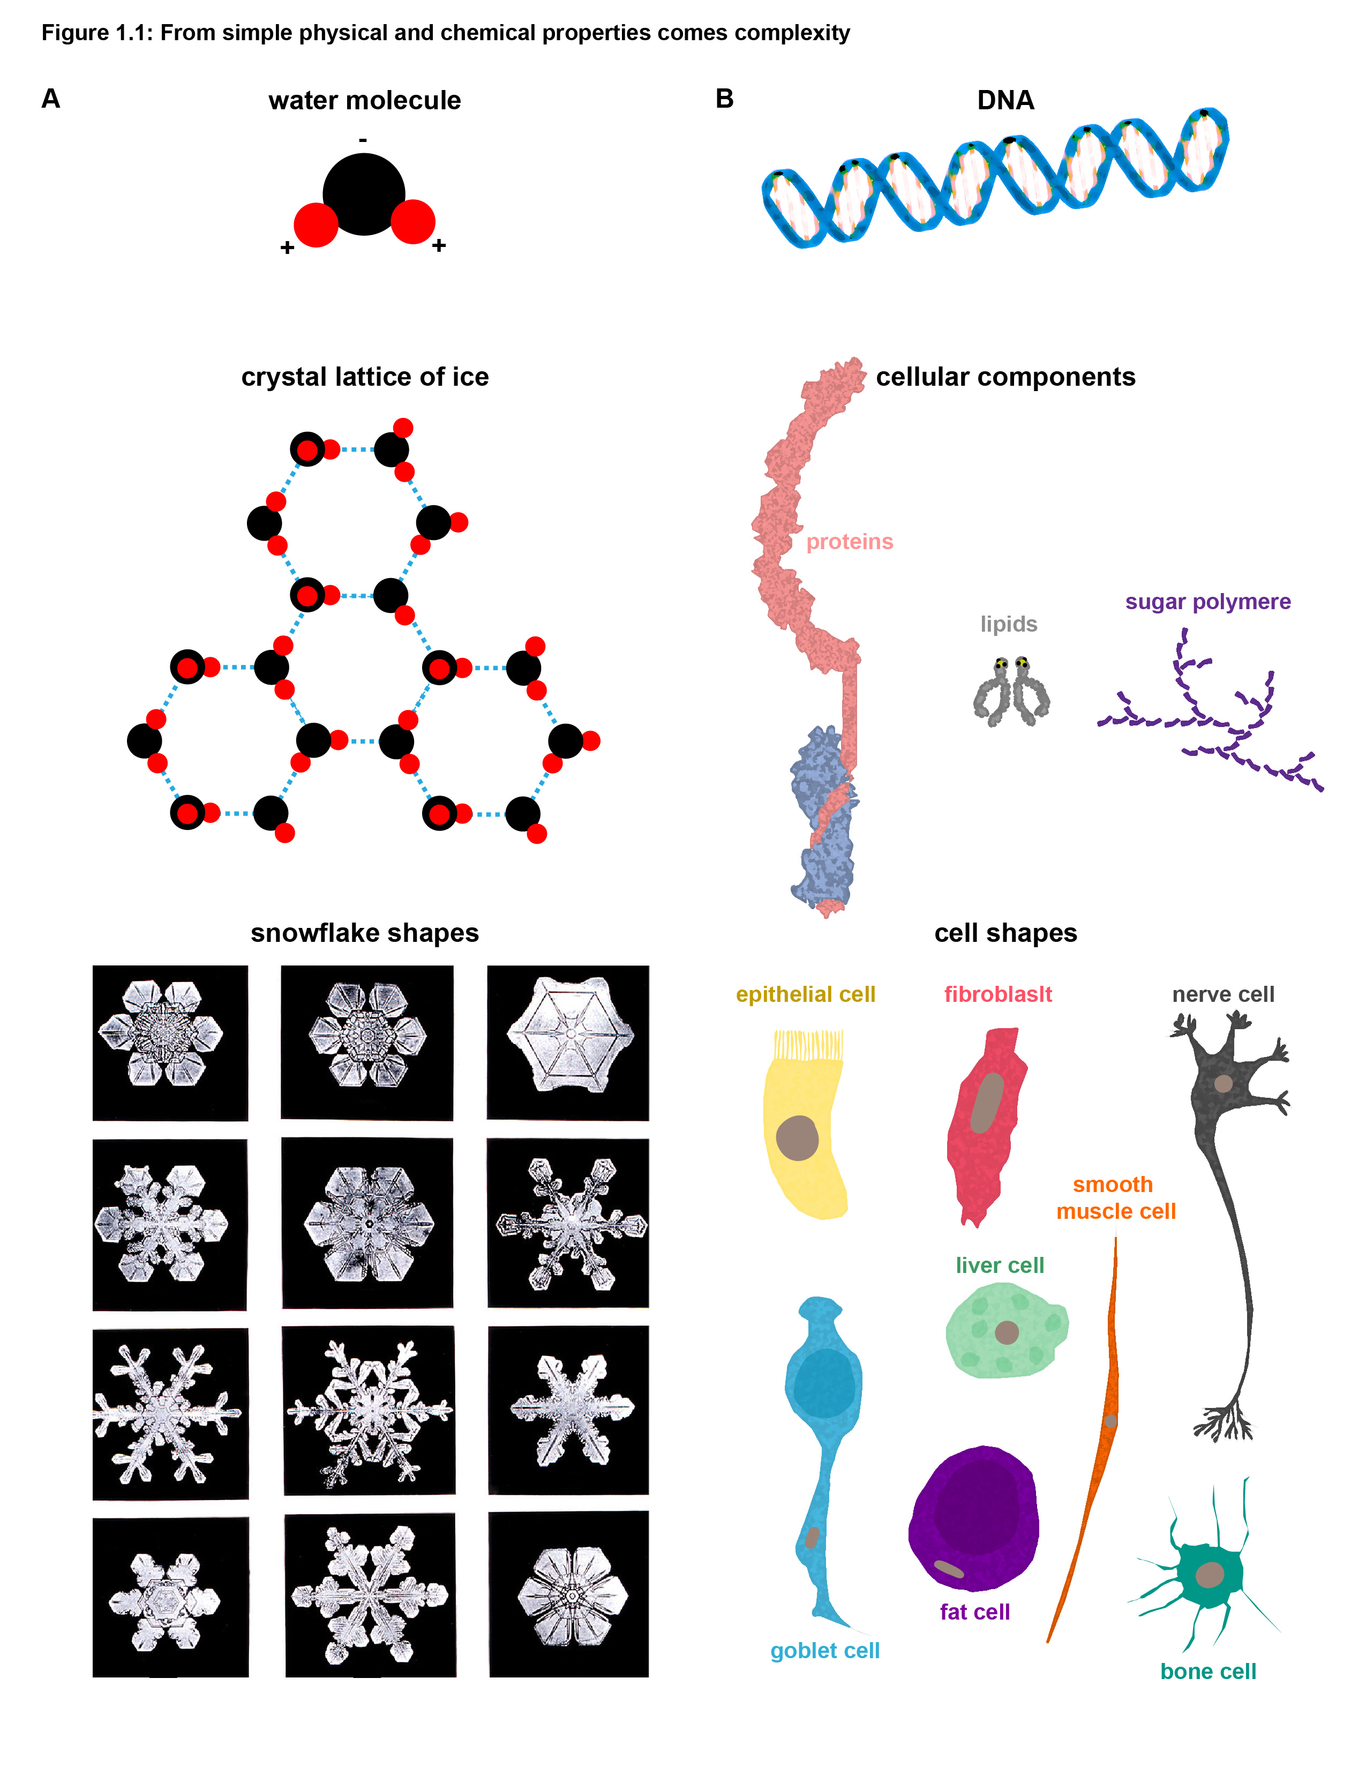 Figure 1.1: From simple physical and chemical properties comes complexity
A
water molecule
-
+
+
crystal lattice of ice
snowflake shapes
B
DNA
cellular components
proteins
lipids
sugar polymere
cell shapes
epithelial cell
fibroblaslt
nerve cell
smooth
muscle cell
liver cell
goblet cell
fat cell
bone cell